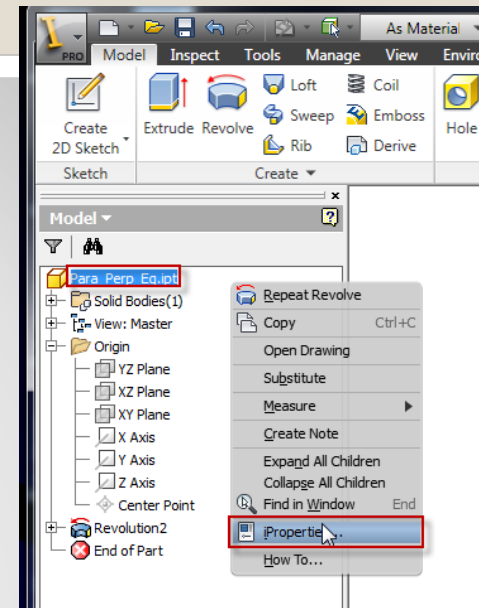 PRO
As Material
Model Inspect Tools Manage View Enviro
Create
2D Sketch
Extrude Revolve
Loft
Sweep
Rib
Coil
Emboss
Derive
Hole
Sketch Create
Model
Para_Perp_Eq.ipt
Solid Bodies(1)
View: Master
Origin
YZ Plane
XZ Plane
XY Plane
X Axis
Y Axis
Z Axis
Center Point
Revolution2
End of Part
Repeat Revolve
Copy Ctrl+C
Open Drawing
Substitute
Measure
Create Note
Expand All Children
Collapse All Children
Find in Window End
iProperties...
How To...